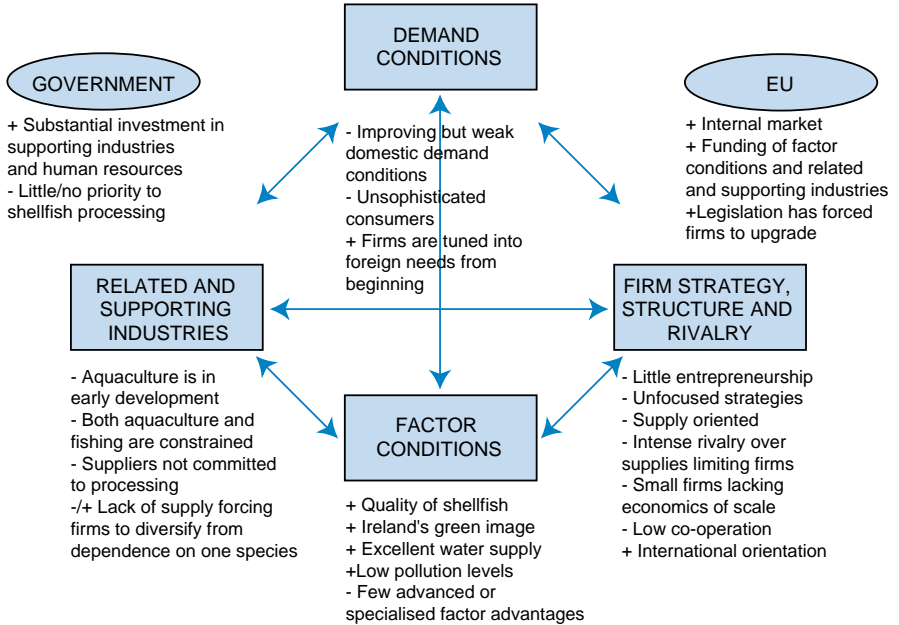 DEMAND
CONDITIONS
- Improving but weak
domestic demand
conditions
- Unsophisticated
consumers
+ Firms are tuned into
foreign needs from
beginning
GOVERNMENT
+ Substantial investment in
supporting industries
and human resources
- Little/no priority to
shellfish processing
EU
+ Internal market
+ Funding of factor
conditions and related
and supporting industries
+Legislation has forced
firms to upgrade
RELATED AND
SUPPORTING
INDUSTRIES
- Aquaculture is in
early development
- Both aquaculture and
fishing are constrained
- Suppliers not committed
to processing
-/+ Lack of supply forcing
firms to diversify from
dependence on one species
FIRM STRATEGY,
STRUCTURE AND
RIVALRY
- Little entrepreneurship
- Unfocused strategies
- Supply oriented
- Intense rivalry over
supplies limiting firms
- Small firms lacking
economics of scale
- Low co-operation
+ International orientation
FACTOR
CONDITIONS
+ Quality of shellfish
+ Ireland's green image
+ Excellent water supply
+Low pollution levels
- Few advanced or
specialised factor advantages